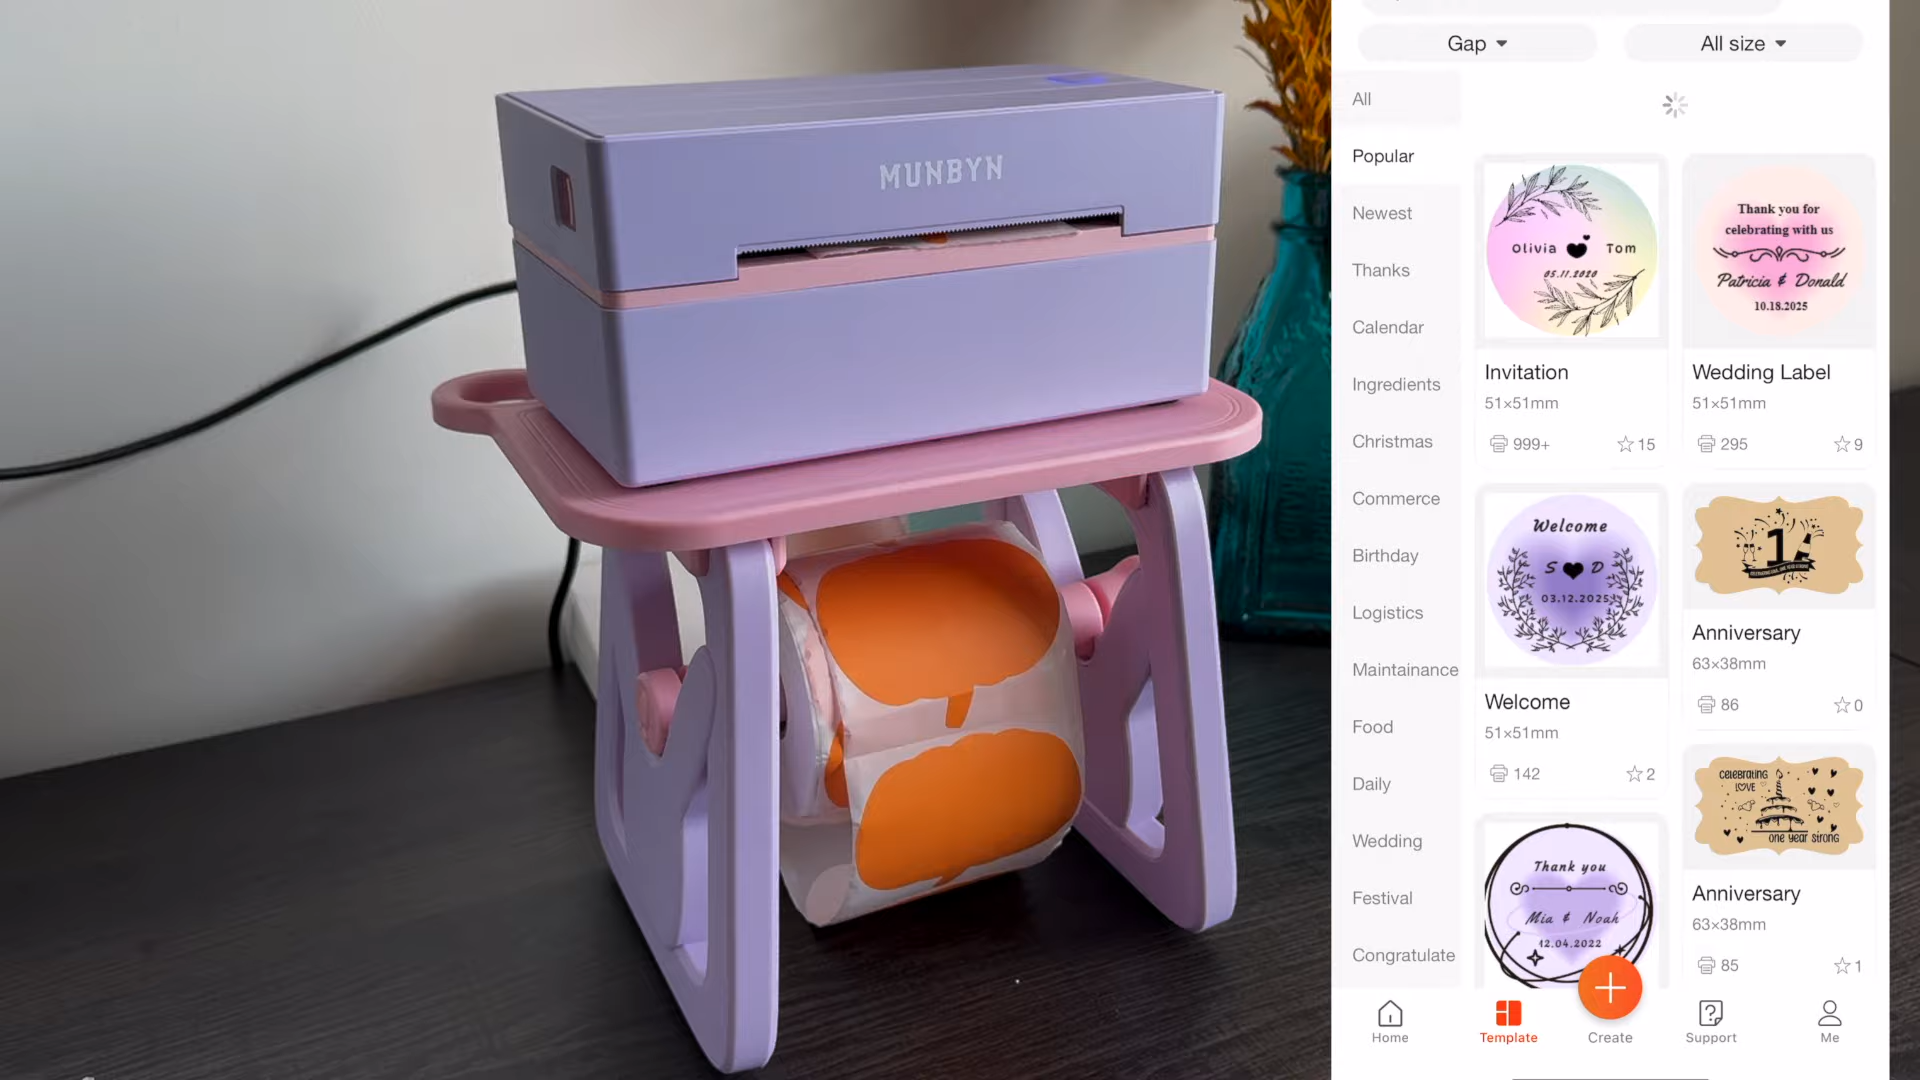 MUNBYN
Gap
All size
All
Popular
Newest
Thanks
Calendar
Ingredients
Christmas
Commerce
Birthday
Logistics
Maintainance
Food
Daily
Wedding
Festival
Congratulate
Olivia Tom
05.11.2020
Invitation
51×51mm
999+ 15
Thank you for
celebrating with us
Patricia & Donald
10.18.2025
Wedding Label
51×51mm
295 9
Welcome
S D
03.12.2025
Welcome
51×51mm
142 2
1
Anniversary
63×38mm
86 0
Celebrating
LOVE
one year strong
Anniversary
63×38mm
85 1
Thank you
Mia & Noah
12.04.2022
Home
Template
Create
Support
Me